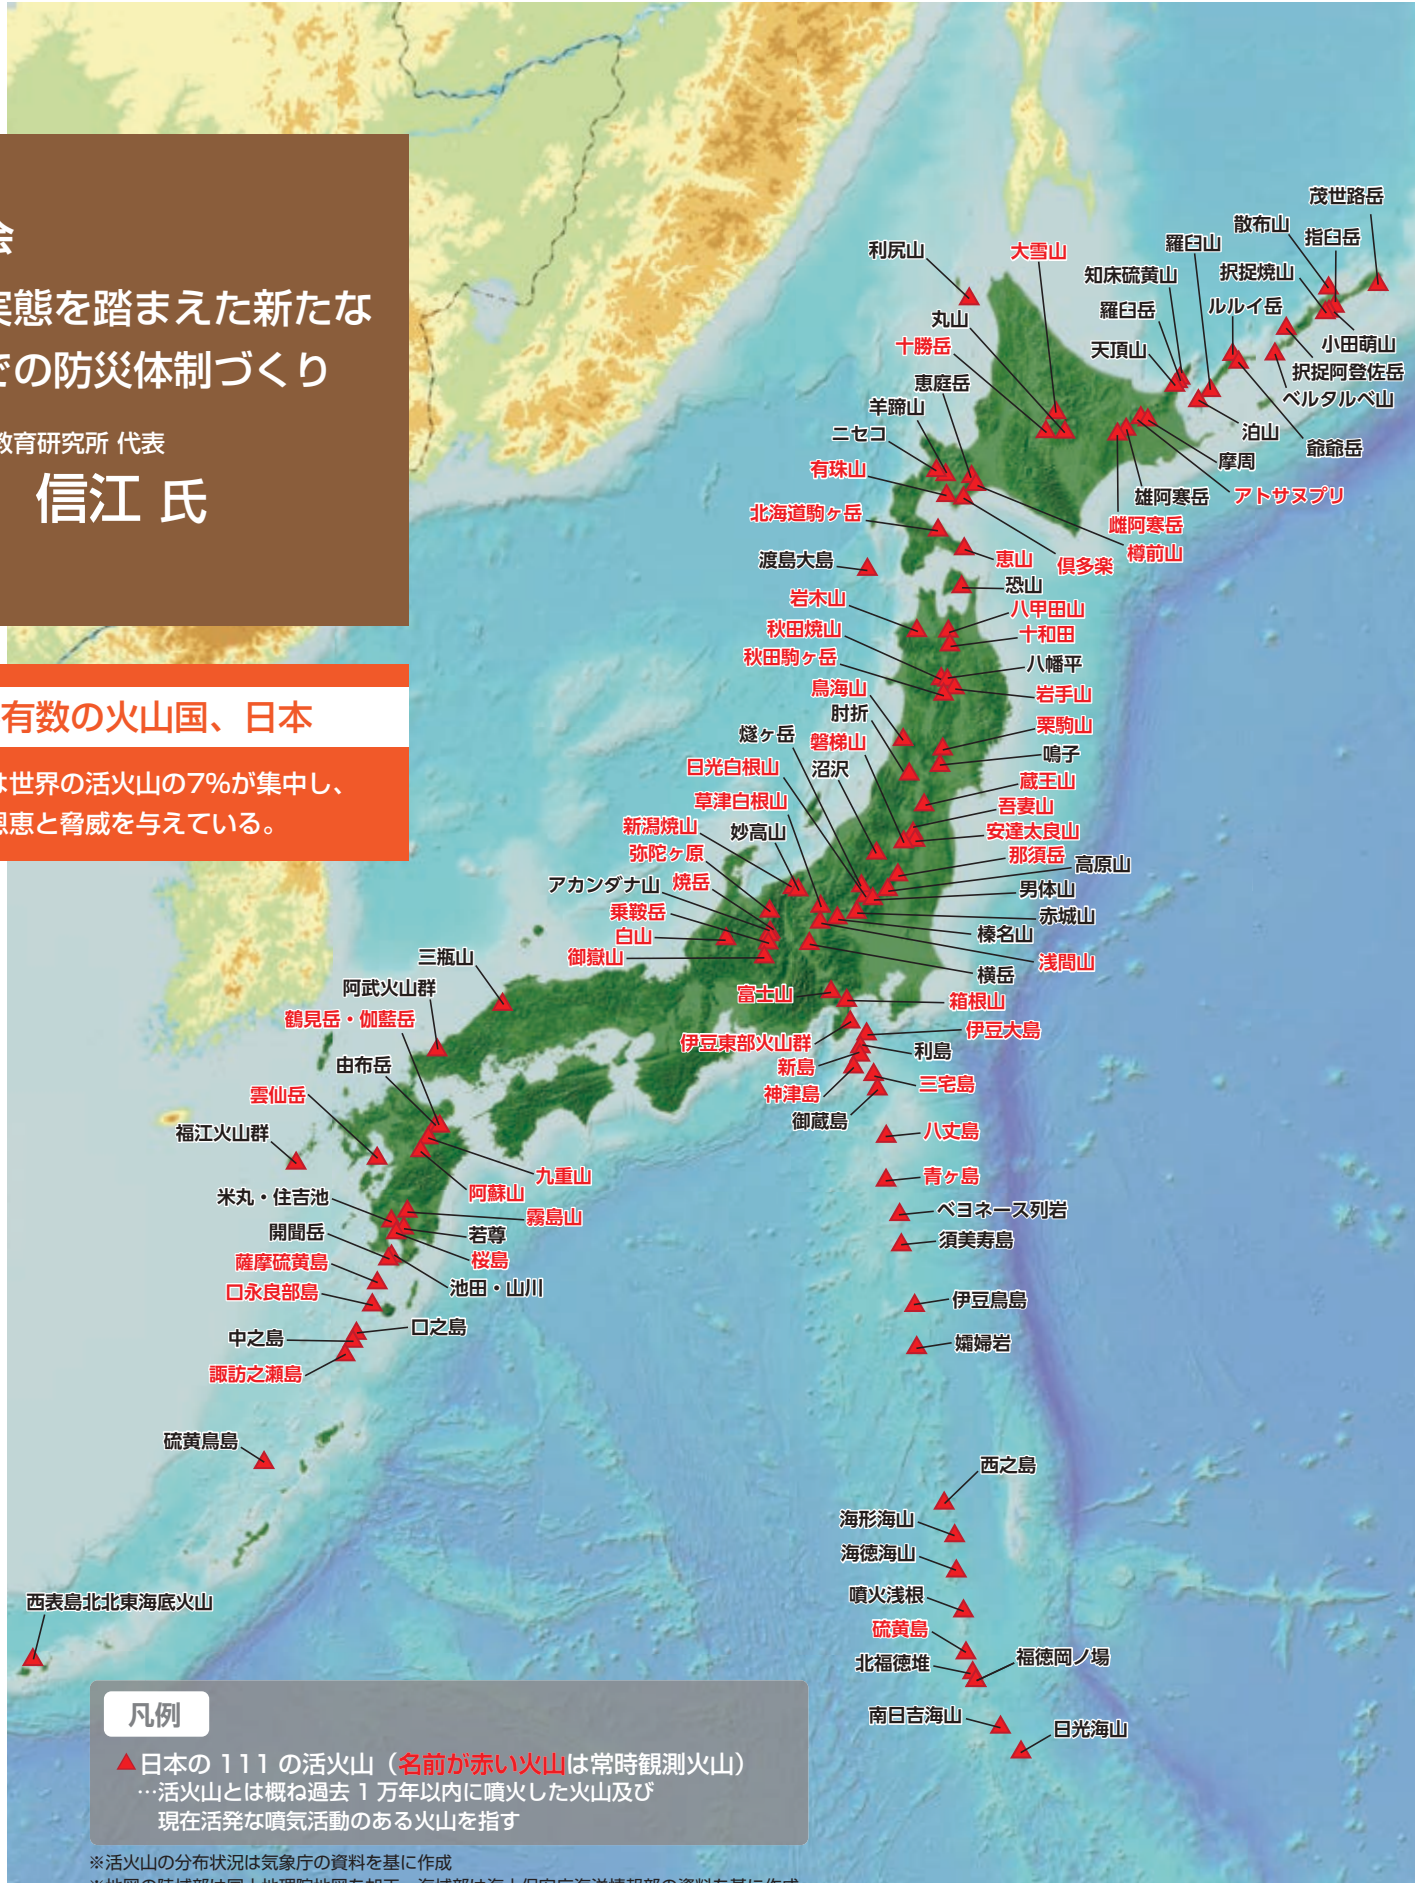 会
実態を踏まえた新たな
での防災体制づくり
教育研究所 代表
信江 氏
有数の火山国、日本
は世界の活火山の7%が集中し、
恩恵と脅威を与えている。
茂世路岳
散布山
指臼岳
羅臼山
択捉焼山
知床硫黄山
ルルイ岳
羅臼岳
天頂山
小田萌山
択捉阿登佐岳
ベルタルベ山
泊山
爺爺岳
摩周
アトサヌプリ
雄阿寒岳
雌阿寒岳
樽前山
倶多楽
利尻山
大雪山
丸山
十勝岳
恵庭岳
羊蹄山
ニセコ
有珠山
北海道駒ヶ岳
恵山
渡島大島
恐山
岩木山
八甲田山
秋田焼山
十和田
秋田駒ヶ岳
八幡平
鳥海山
岩手山
肘折
栗駒山
燧ヶ岳
磐梯山
鳴子
日光白根山
沼沢
蔵王山
草津白根山
吾妻山
新潟焼山
妙高山
安達太良山
弥陀ヶ原
那須岳
高原山
アカンダナ山
焼岳
男体山
乗鞍岳
赤城山
白山
榛名山
御嶽山
浅間山
横岳
三瓶山
阿武火山群
富士山
箱根山
鶴見岳・伽藍岳
伊豆東部火山群
伊豆大島
由布岳
利島
新島
雲仙岳
神津島
三宅島
御蔵島
福江火山群
八丈島
九重山
青ヶ島
阿蘇山
米丸・住吉池
霧島山
ベヨネース列岩
開聞岳
若尊
須美寿島
薩摩硫黄島
桜島
口永良部島
池田・山川
伊豆鳥島
中之島
口之島
孀婦岩
諏訪之瀬島
硫黄鳥島
西之島
海形海山
海徳海山
西表島北北東海底火山
噴火浅根
硫黄島
北福徳堆
福徳岡ノ場
南日吉海山
日光海山
凡例
▲日本の 111 の活火山（名前が赤い火山は常時観測火山）
…活火山とは概ね過去 1 万年以内に噴火した火山及び
現在活発な噴気活動のある火山を指す
※活火山の分布状況は気象庁の資料を基に作成